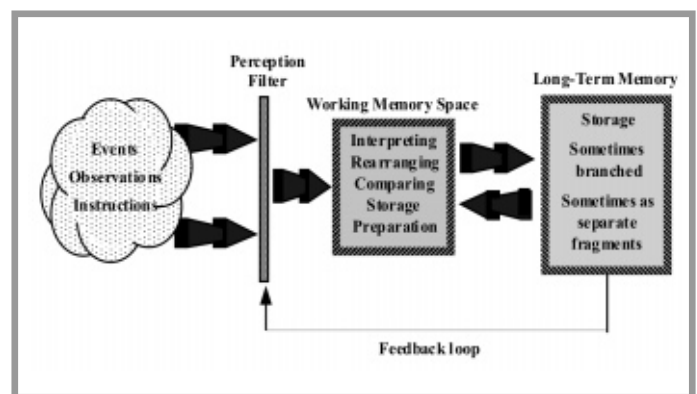 Perception
Filter
Long-Term Memory
Working Memory Space
Events
Observations
Instructions
Interpreting
Rearranging
Comparing
Storage
Preparation
Storage
Sometimes
branched
Sometimes as
separate
fragments
Feedback loop